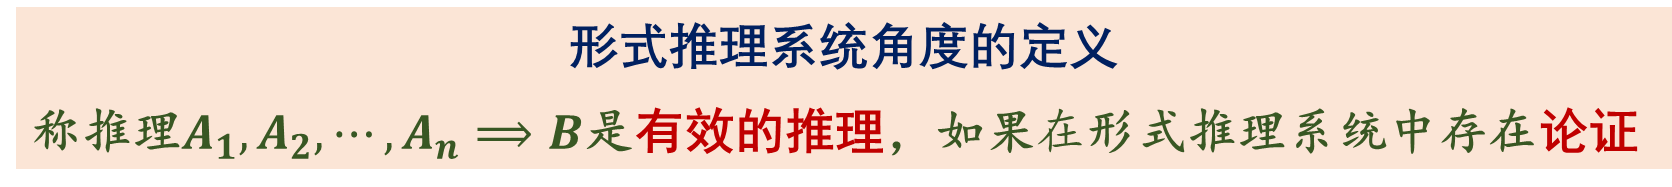 形式推理系统角度的定义
称推理A₁, A₂, ⋯, Aₙ ⟹ B是有效的推理，如果在形式推理系统中存在论证